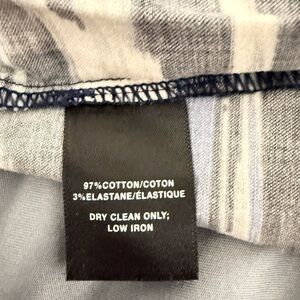 97%COTTON/COTON
3%ELASTANE/ÉLASTIQUE
DRY CLEAN ONLY;
LOW IRON